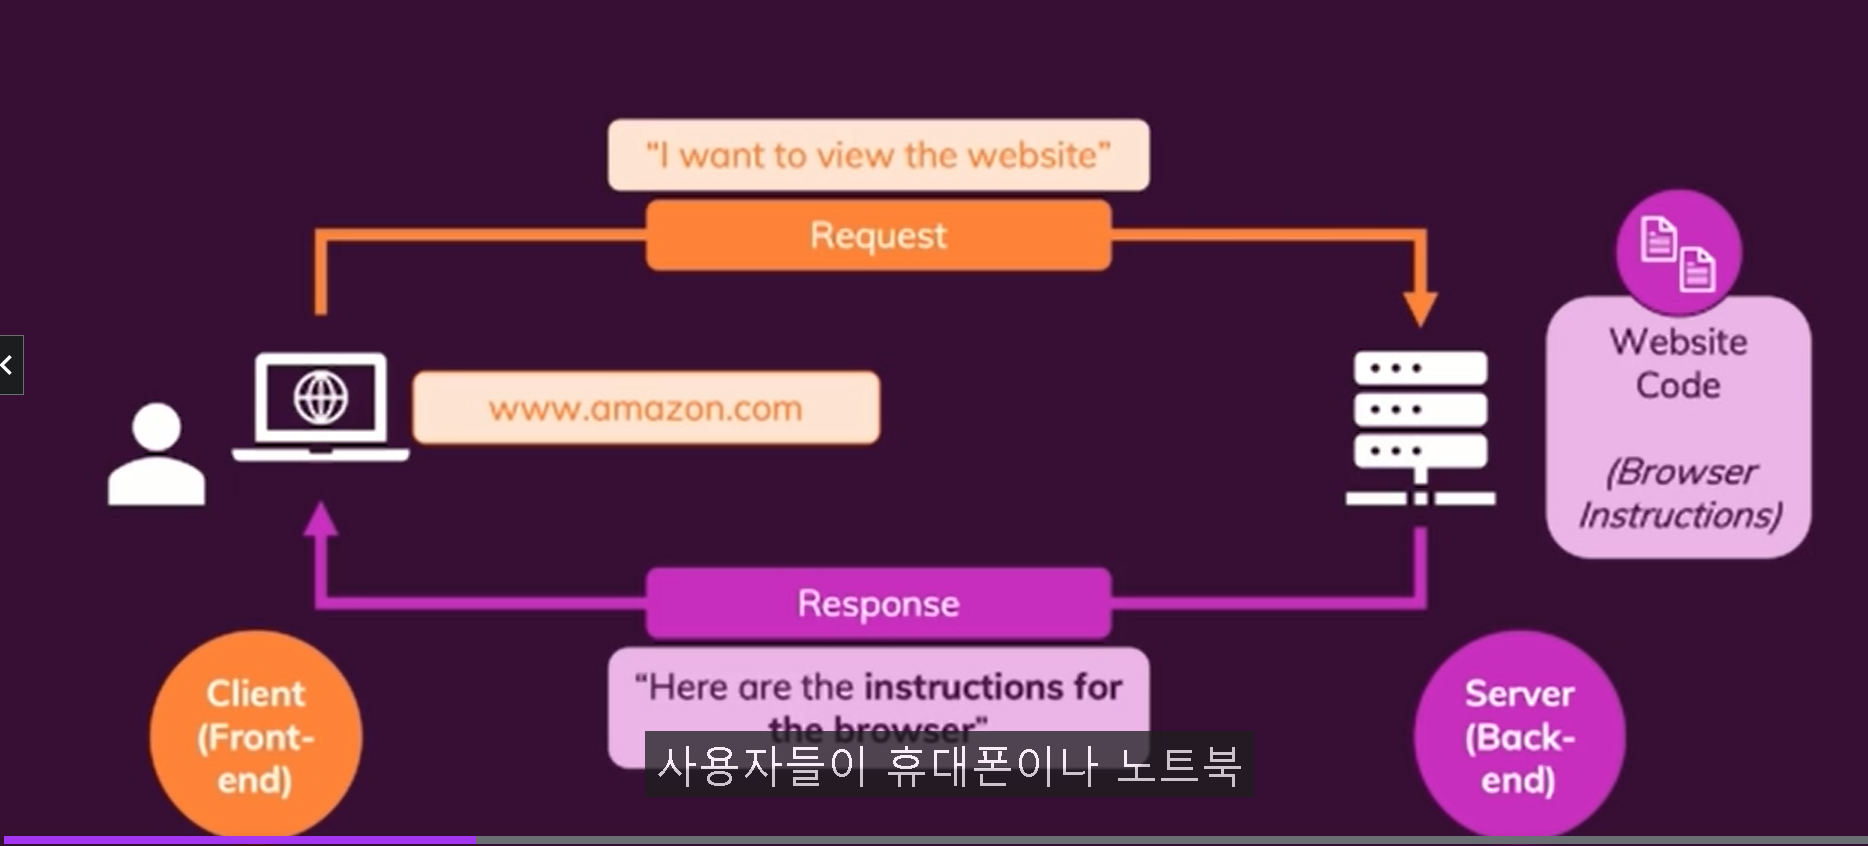 “I want to view the website”
Request
www.amazon.com
Website
Code
(Browser
Instructions)
Response
“Here are the instructions for
the browser”
Client
(Front-
end)
Server
(Back-
end)
사용자들이 휴대폰이나 노트북